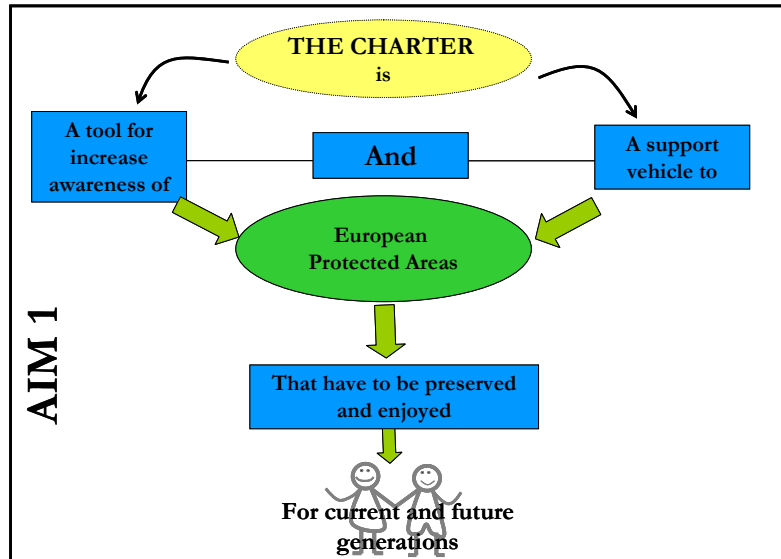 THE CHARTER
is
A tool for
increase
awareness of
And
A support
vehicle to
European
Protected Areas
AIM 1
That have to be preserved
and enjoyed
For current and future
generations